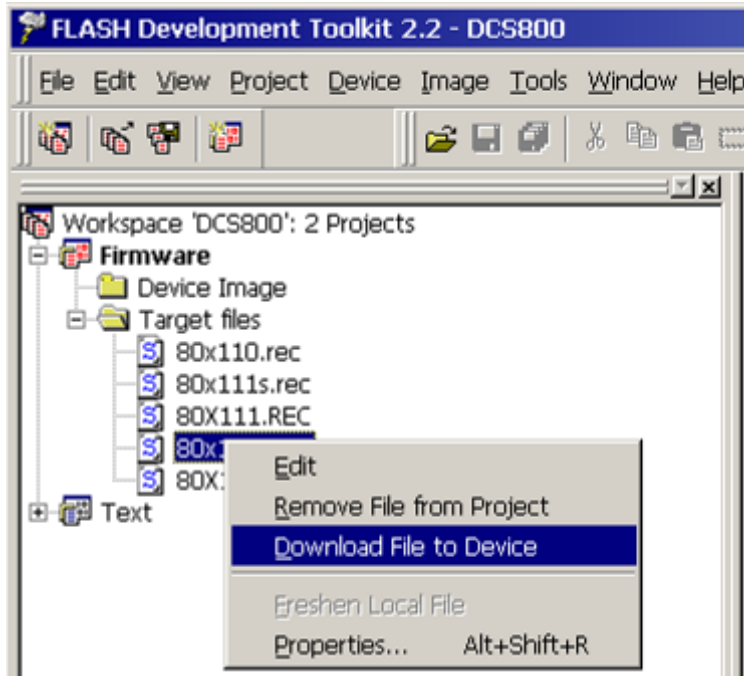 FLASH Development Toolkit 2.2 - DCS800
File Edit View Project Device Image Tools Window Help
Workspace 'DCS800': 2 Projects
Firmware
Device Image
Target files
80x110.rec
80x111s.rec
80X111.REC
Edit
Remove File from Project
Download File to Device
Freshen Local File
Properties... Alt+Shift+R
Text